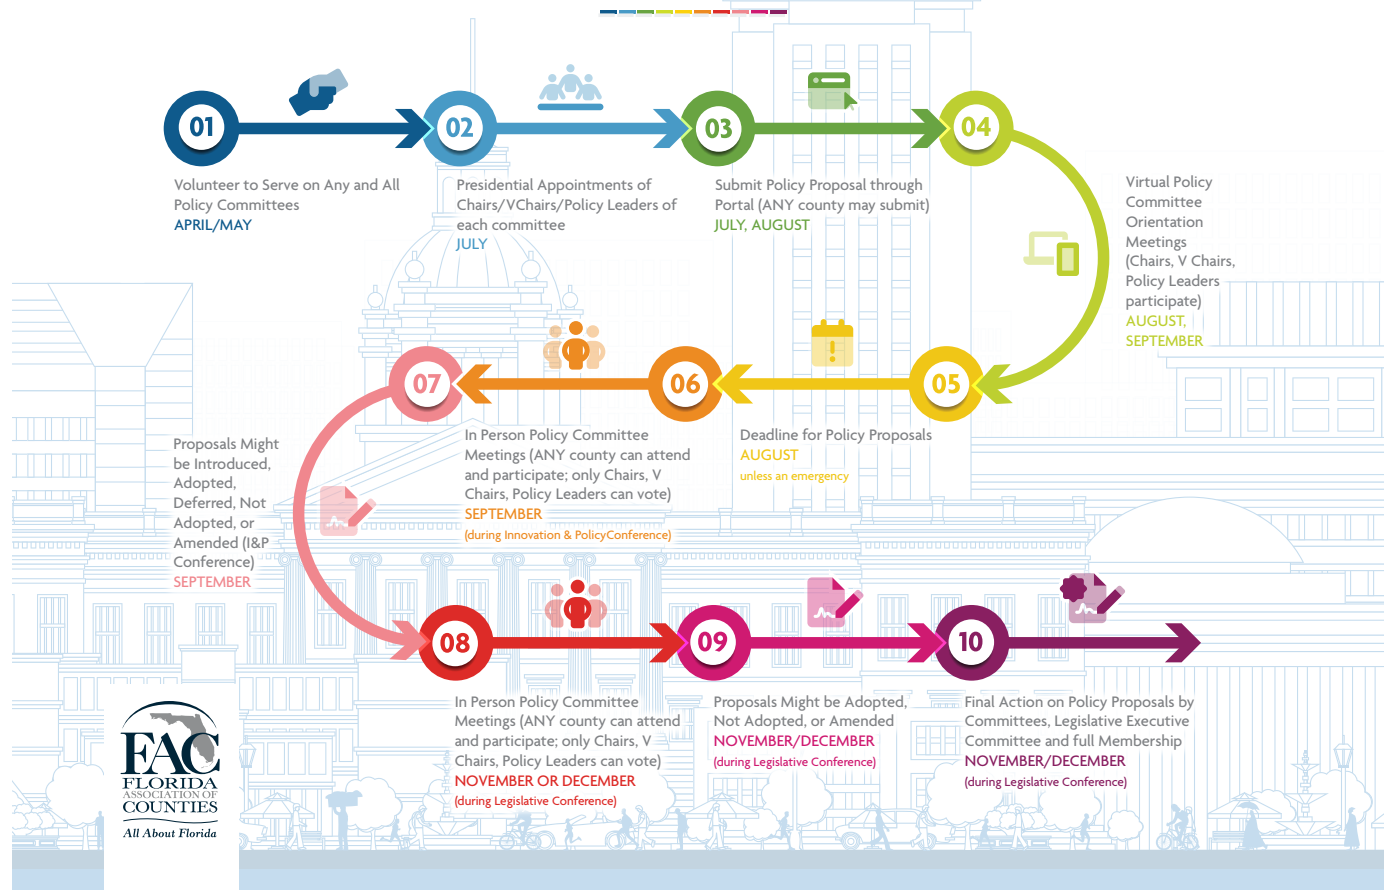 01
Volunteer to Serve on Any and All
Policy Committees
APRIL/MAY
02
Presidential Appointments of
Chairs/VChairs/Policy Leaders of
each committee
JULY
03
Submit Policy Proposal through
Portal (ANY county may submit)
JULY, AUGUST
04
Virtual Policy
Committee
Orientation
Meetings
(Chairs, V Chairs,
Policy Leaders
participate)
AUGUST,
SEPTEMBER
05
Deadline for Policy Proposals
AUGUST
unless an emergency
06
In Person Policy Committee
Meetings (ANY county can attend
and participate; only Chairs, V
Chairs, Policy Leaders can vote)
SEPTEMBER
(during Innovation & PolicyConference)
07
Proposals Might
be Introduced,
Adopted,
Deferred, Not
Adopted, or
Amended (I&P
Conference)
SEPTEMBER
08
In Person Policy Committee
Meetings (ANY county can attend
and participate; only Chairs, V
Chairs, Policy Leaders can vote)
NOVEMBER OR DECEMBER
(during Legislative Conference)
09
Proposals Might be Adopted,
Not Adopted, or Amended
NOVEMBER/DECEMBER
(during Legislative Conference)
10
Final Action on Policy Proposals by
Committees, Legislative Executive
Committee and full Membership
NOVEMBER/DECEMBER
(during Legislative Conference)
FAC
FLORIDA
ASSOCIATION OF
COUNTIES
All About Florida